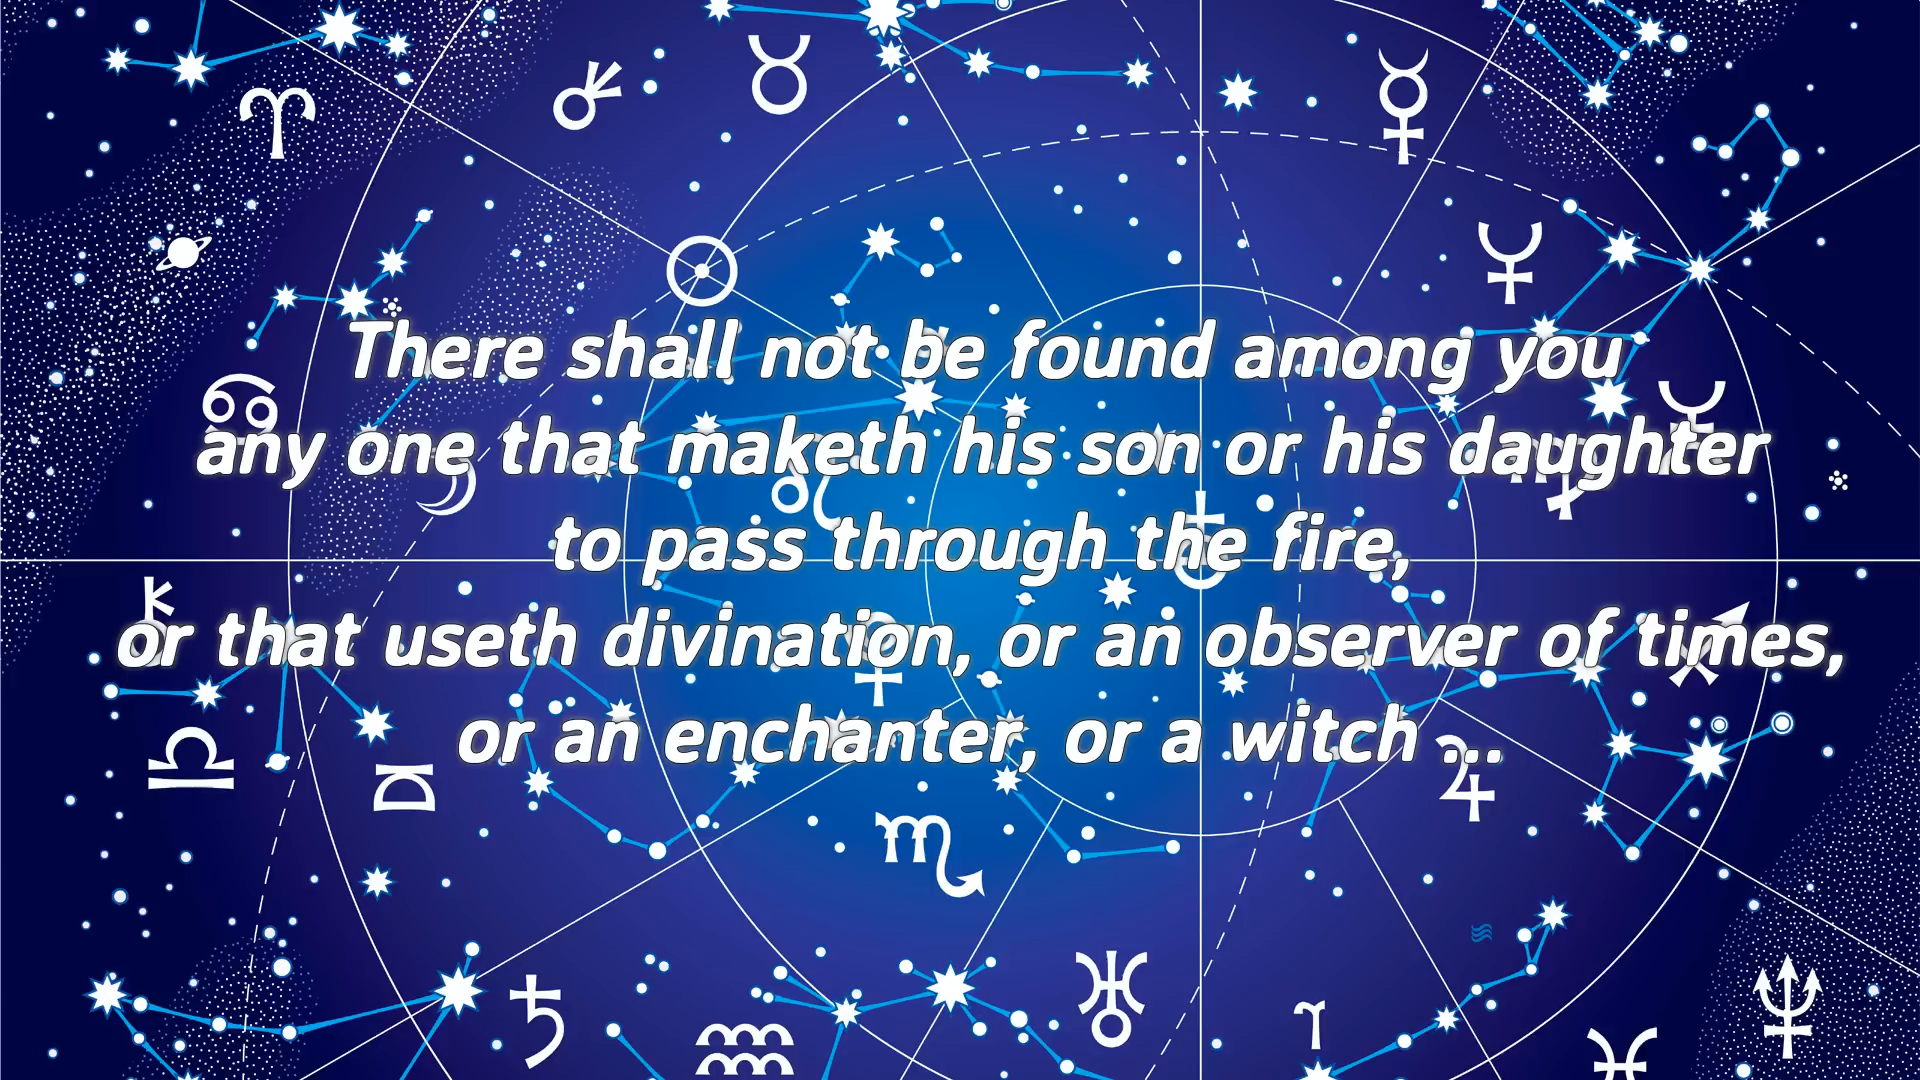 There shall not be found among you
any one that maketh his son or his daughter
to pass through the fire,
or that useth divination, or an observer of times,
or an enchanter, or a witch ...